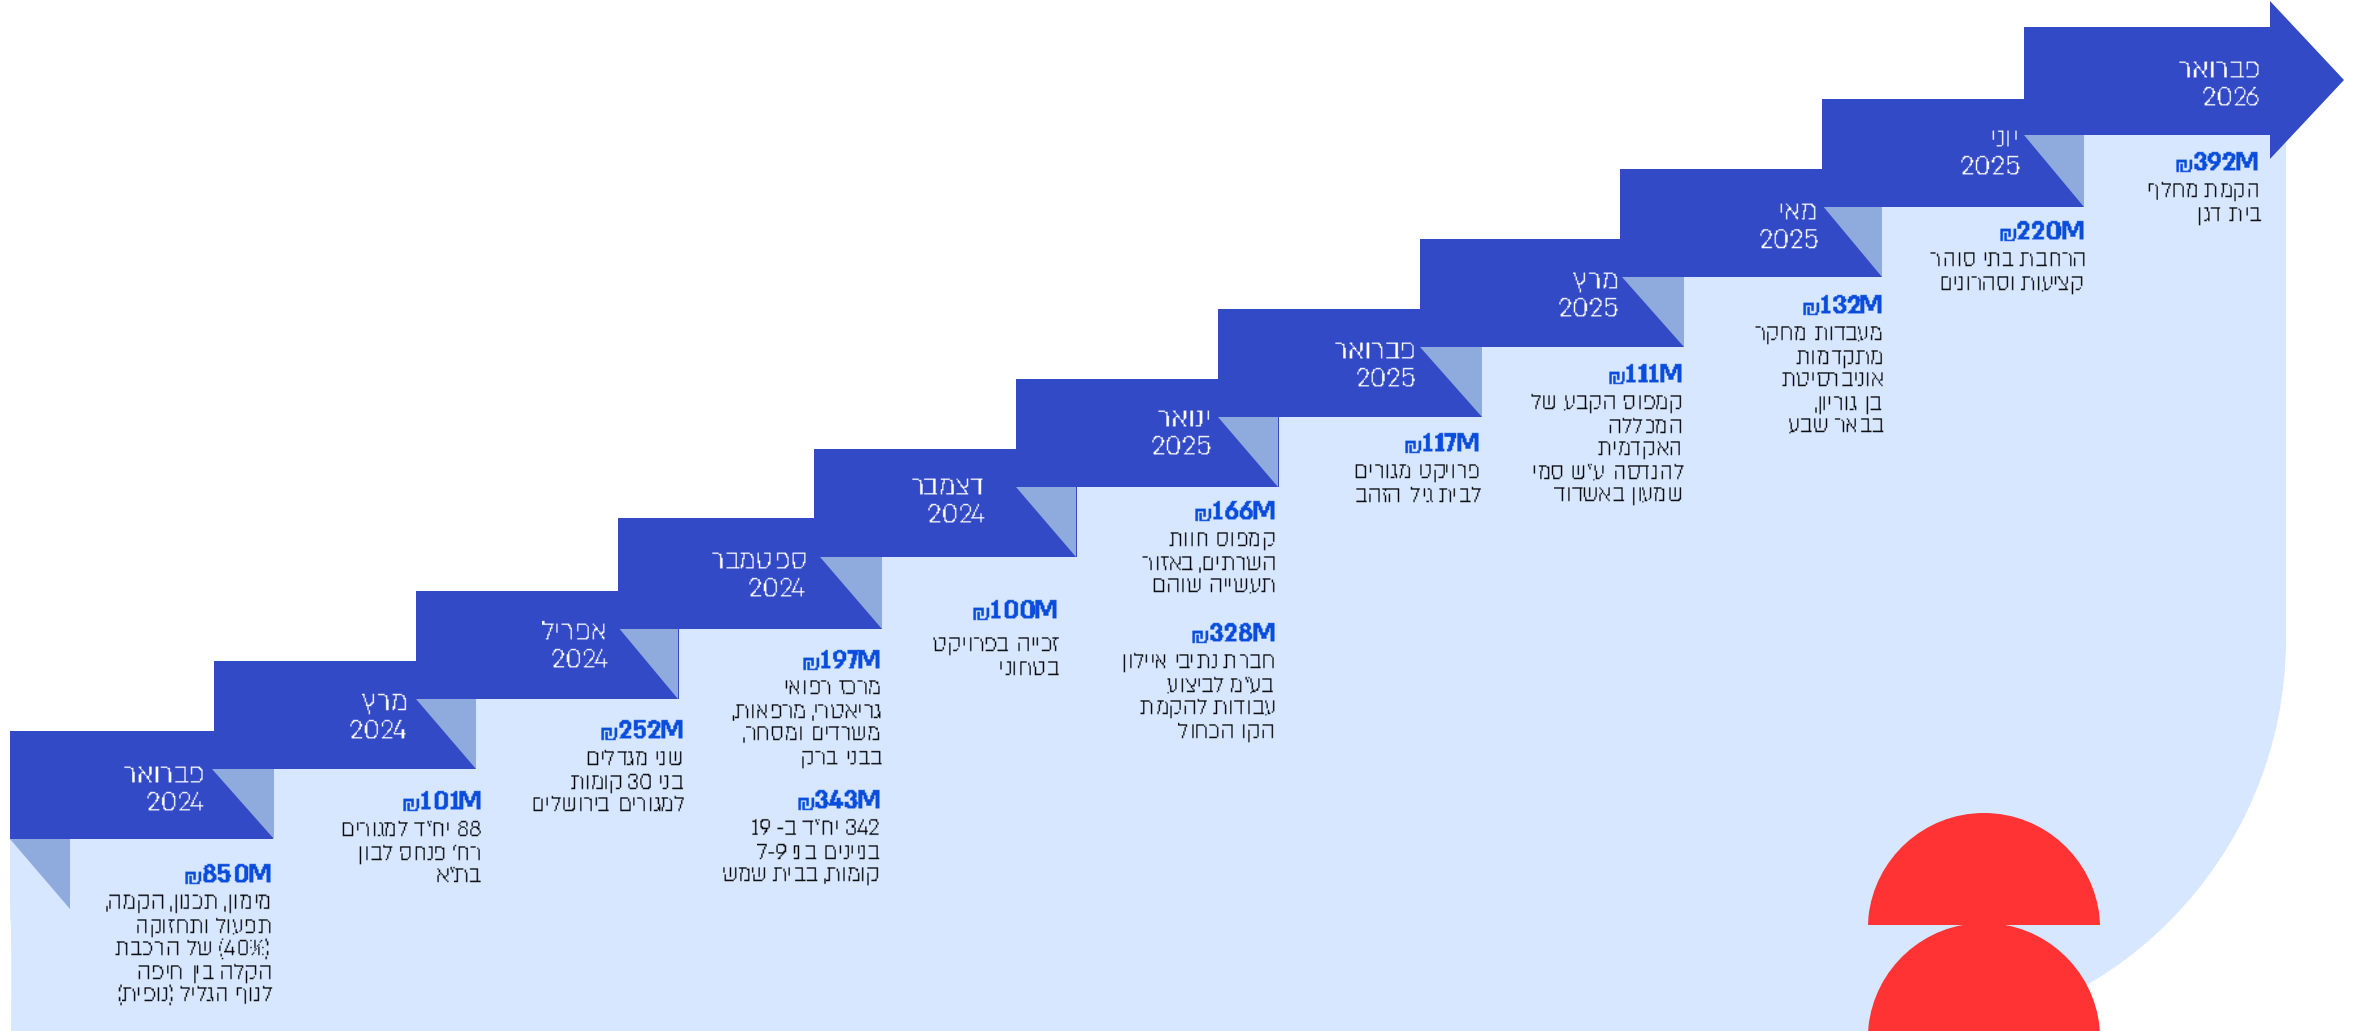 פברואר
2024
850M₪
מימון, תכנון, הקמה,
תפעול ותחזוקה
(40%) של הרכבת
הקלה בין חיפה
לנוף הגליל (נופית)
מרץ
2024
101M₪
88 יח״ד למגורים
רח׳ פנחס לבון
בת״א
אפריל
2024
252M₪
שני מגדלים
בני 30 קומות
למגורים בירושלים
ספטמבר
2024
197M₪
מרכז רפואי
גריאטרי, מרפאות,
משרדים ומסחר,
בבני ברק
343M₪
342 יח״ד ב- 19
בניינים בני 7-9
קומות, בבית שמש
דצמבר
2024
100M₪
זכייה בפרויקט
בטחוני
ינואר
2025
166M₪
קמפוס חוות
השרתים, באזור
תעשייה שוהם
328M₪
חברת נתיבי איילון
בע״מ לביצוע
עבודות להקמת
הקו הכחול
פברואר
2025
117M₪
פרויקט מגורים
לבית גיל הזהב
מרץ
2025
111M₪
קמפוס הקבע של
המכללה
האקדמית
להנדסה ע״ש סמי
שמעון באשדוד
מאי
2025
132M₪
מעבדות מחקר
מתקדמות
אוניברסיטת
בן גוריון,
בבאר שבע
יוני
2025
220M₪
הרחבת בתי סוהר
קציעות וסהרונים
פברואר
2026
392M₪
הקמת מחלף
בית דגן